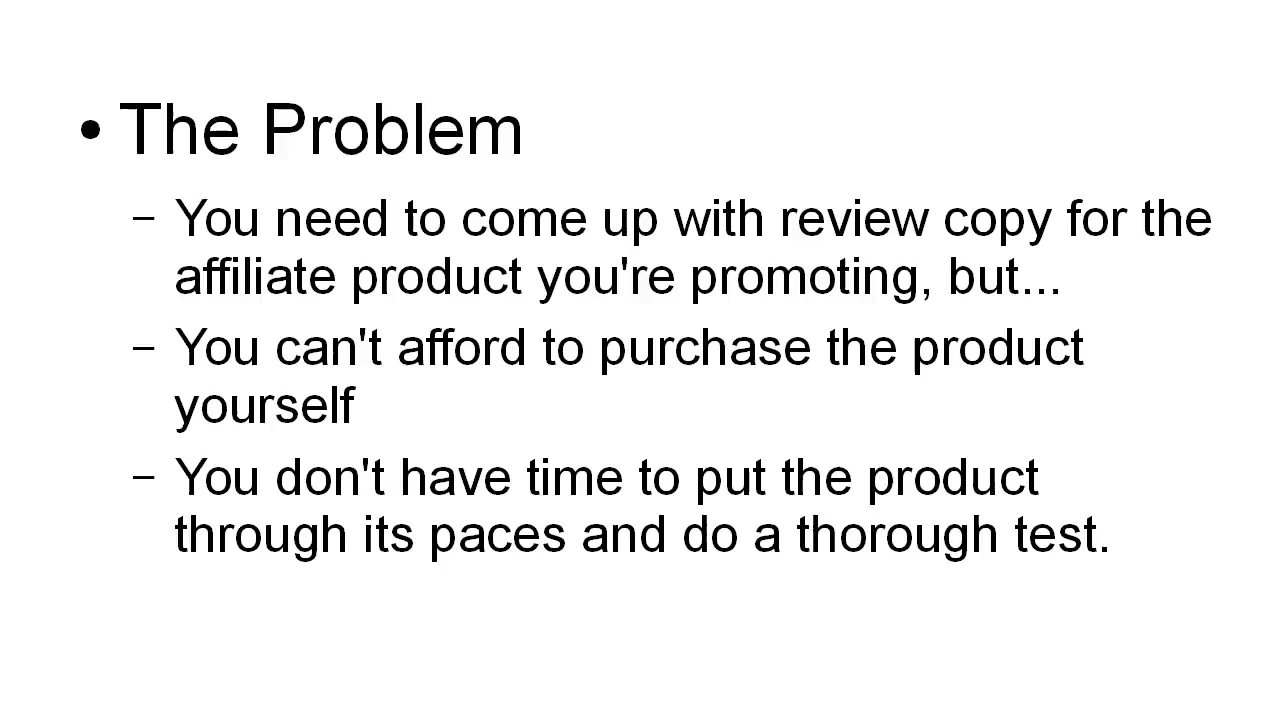 • The Problem
– You need to come up with review copy for the
affiliate product you're promoting, but...
– You can't afford to purchase the product
yourself
– You don't have time to put the product
through its paces and do a thorough test.